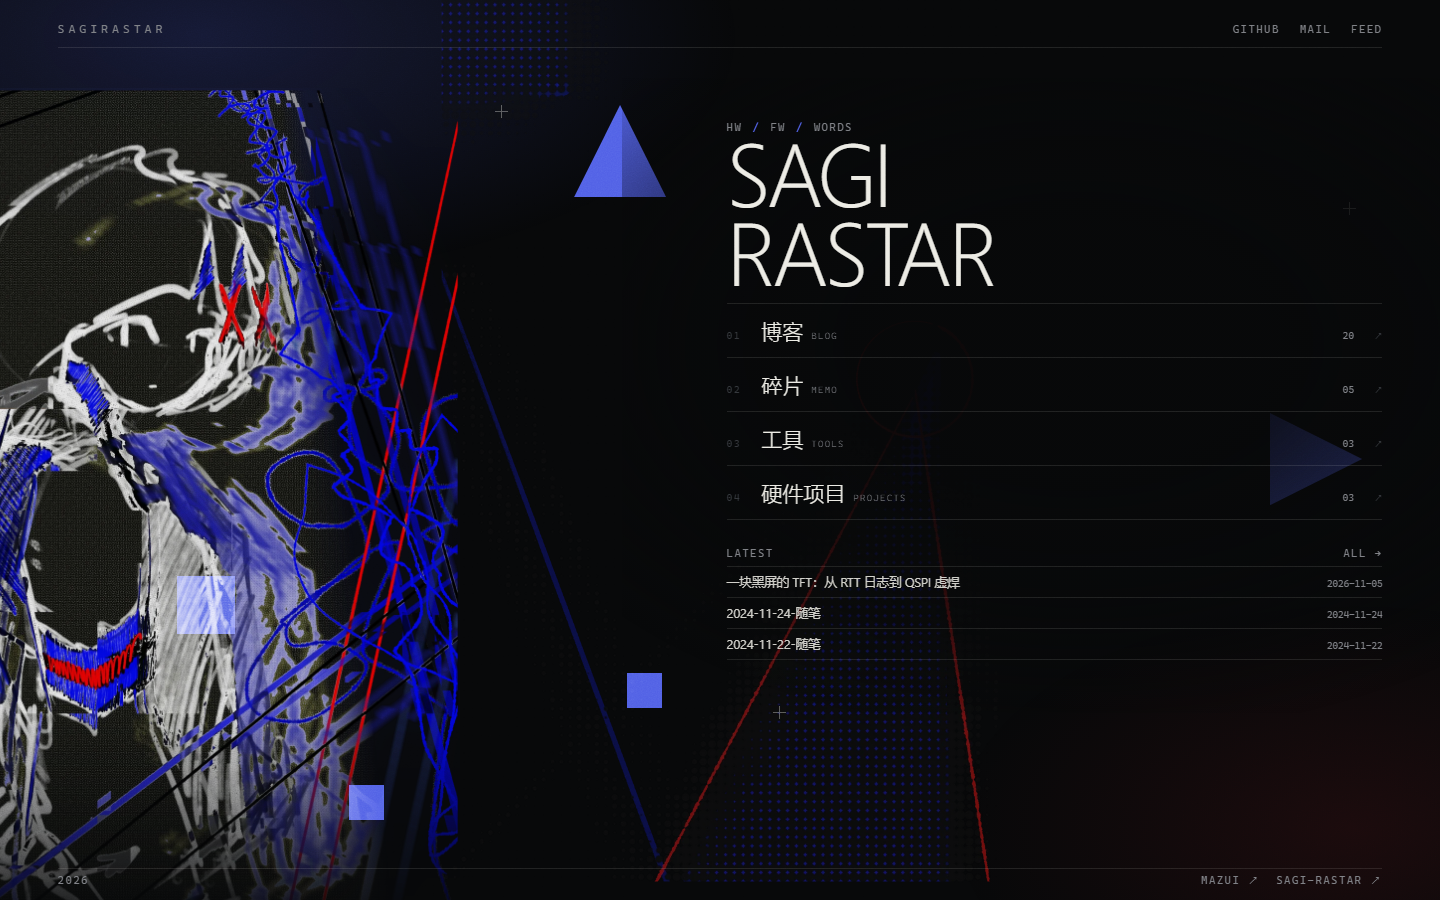 SAGIRASTAR
GITHUB MAIL FEED
HW / FW / WORDS
SAGI
RASTAR
01 博客 BLOG 20 ↗
02 碎片 MEMO 05 ↗
03 工具 TOOLS 03 ↗
04 硬件项目 PROJECTS 03 ↗
LATEST ALL →
一块黑屏的 TFT：从 RTT 日志到 QSPI 虚焊 2026-11-05
2024-11-24-随笔 2024-11-24
2024-11-22-随笔 2024-11-22
2026 MAZUI ↗ SAGI-RASTAR ↗